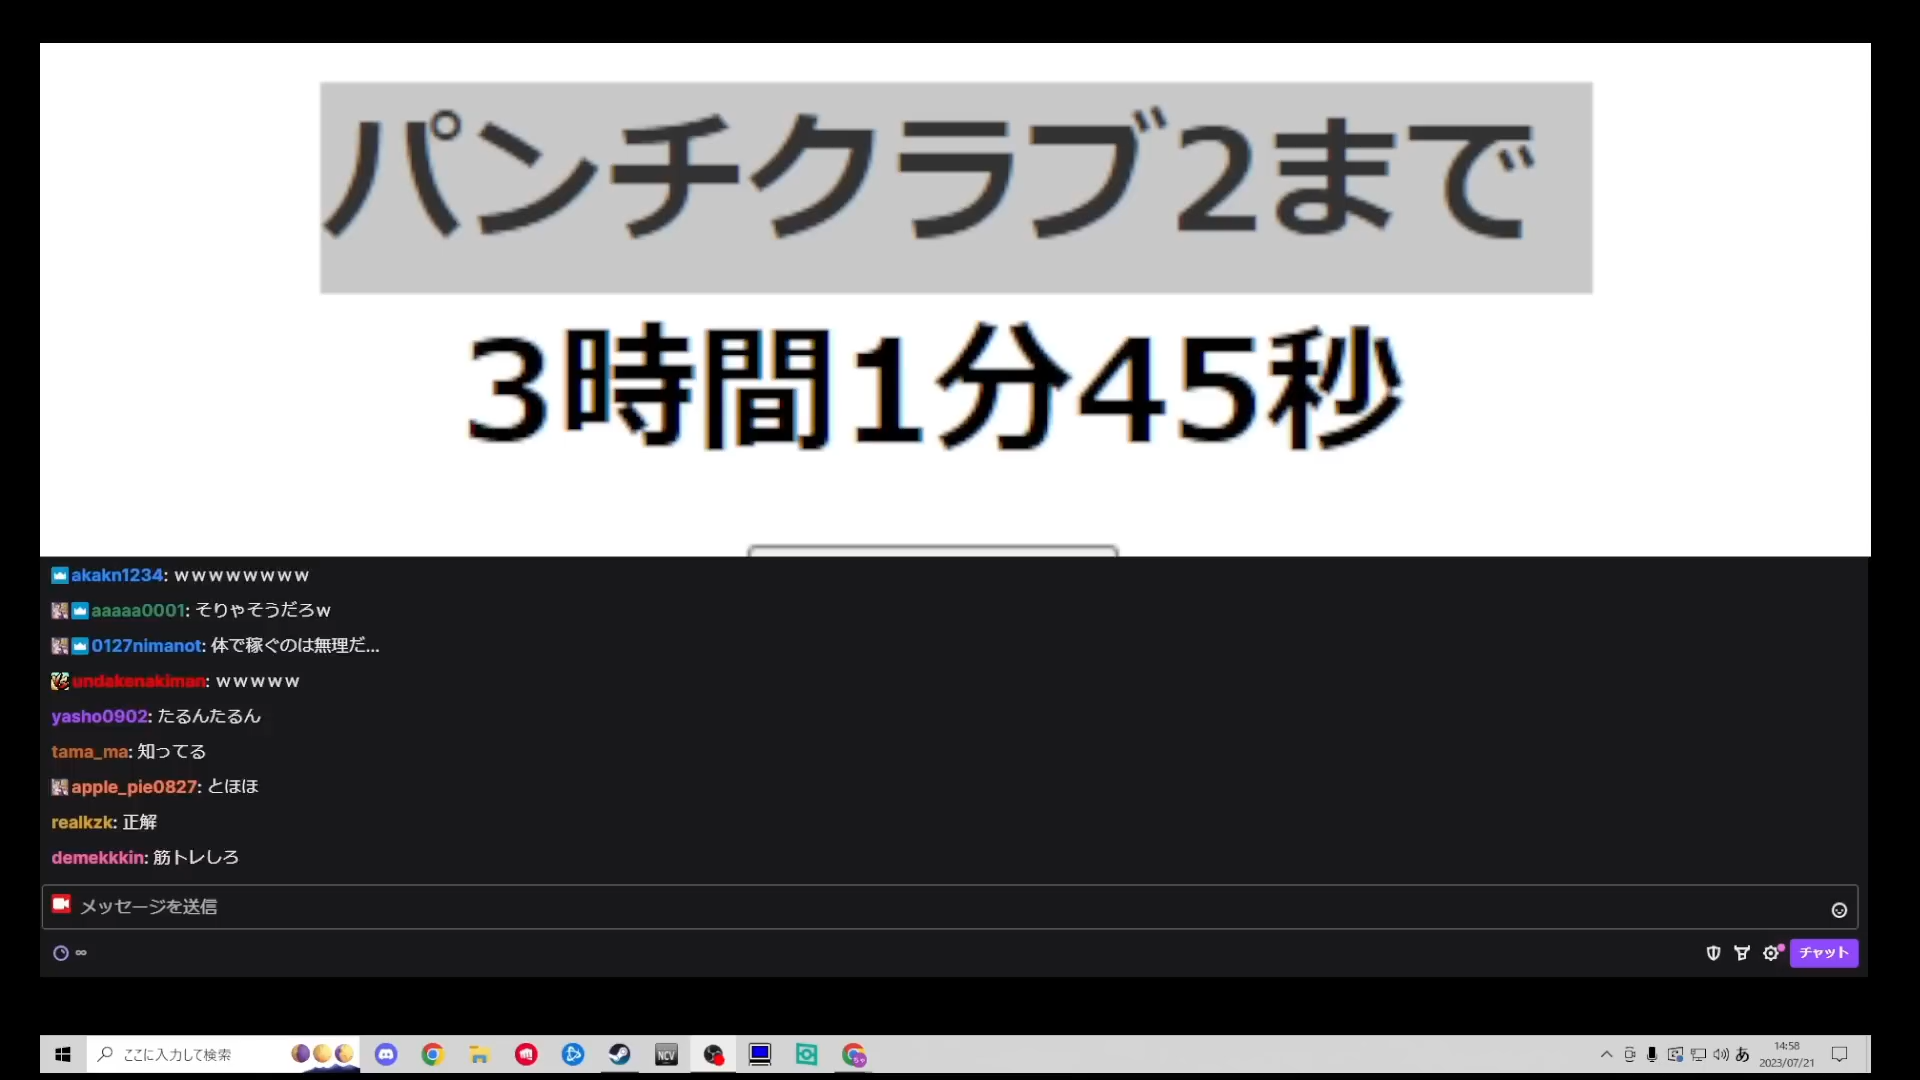 パンチクラブ2まで
3時間1分45秒
akakn1234: ｗｗｗｗｗｗｗｗ
aaaaa0001: そりゃそうだろｗ
0127nimanot: 体で稼ぐのは無理だ...
undakenakiman: ｗｗｗｗｗ
yasho0902: たるんたるん
tama_ma: 知ってる
apple_pie0827: とほほ
realkzk: 正解
demekkkin: 筋トレしろ
メッセージを送信
∞
チャット
ここに入力して検索
NCV
あ
14:58
2023/07/21